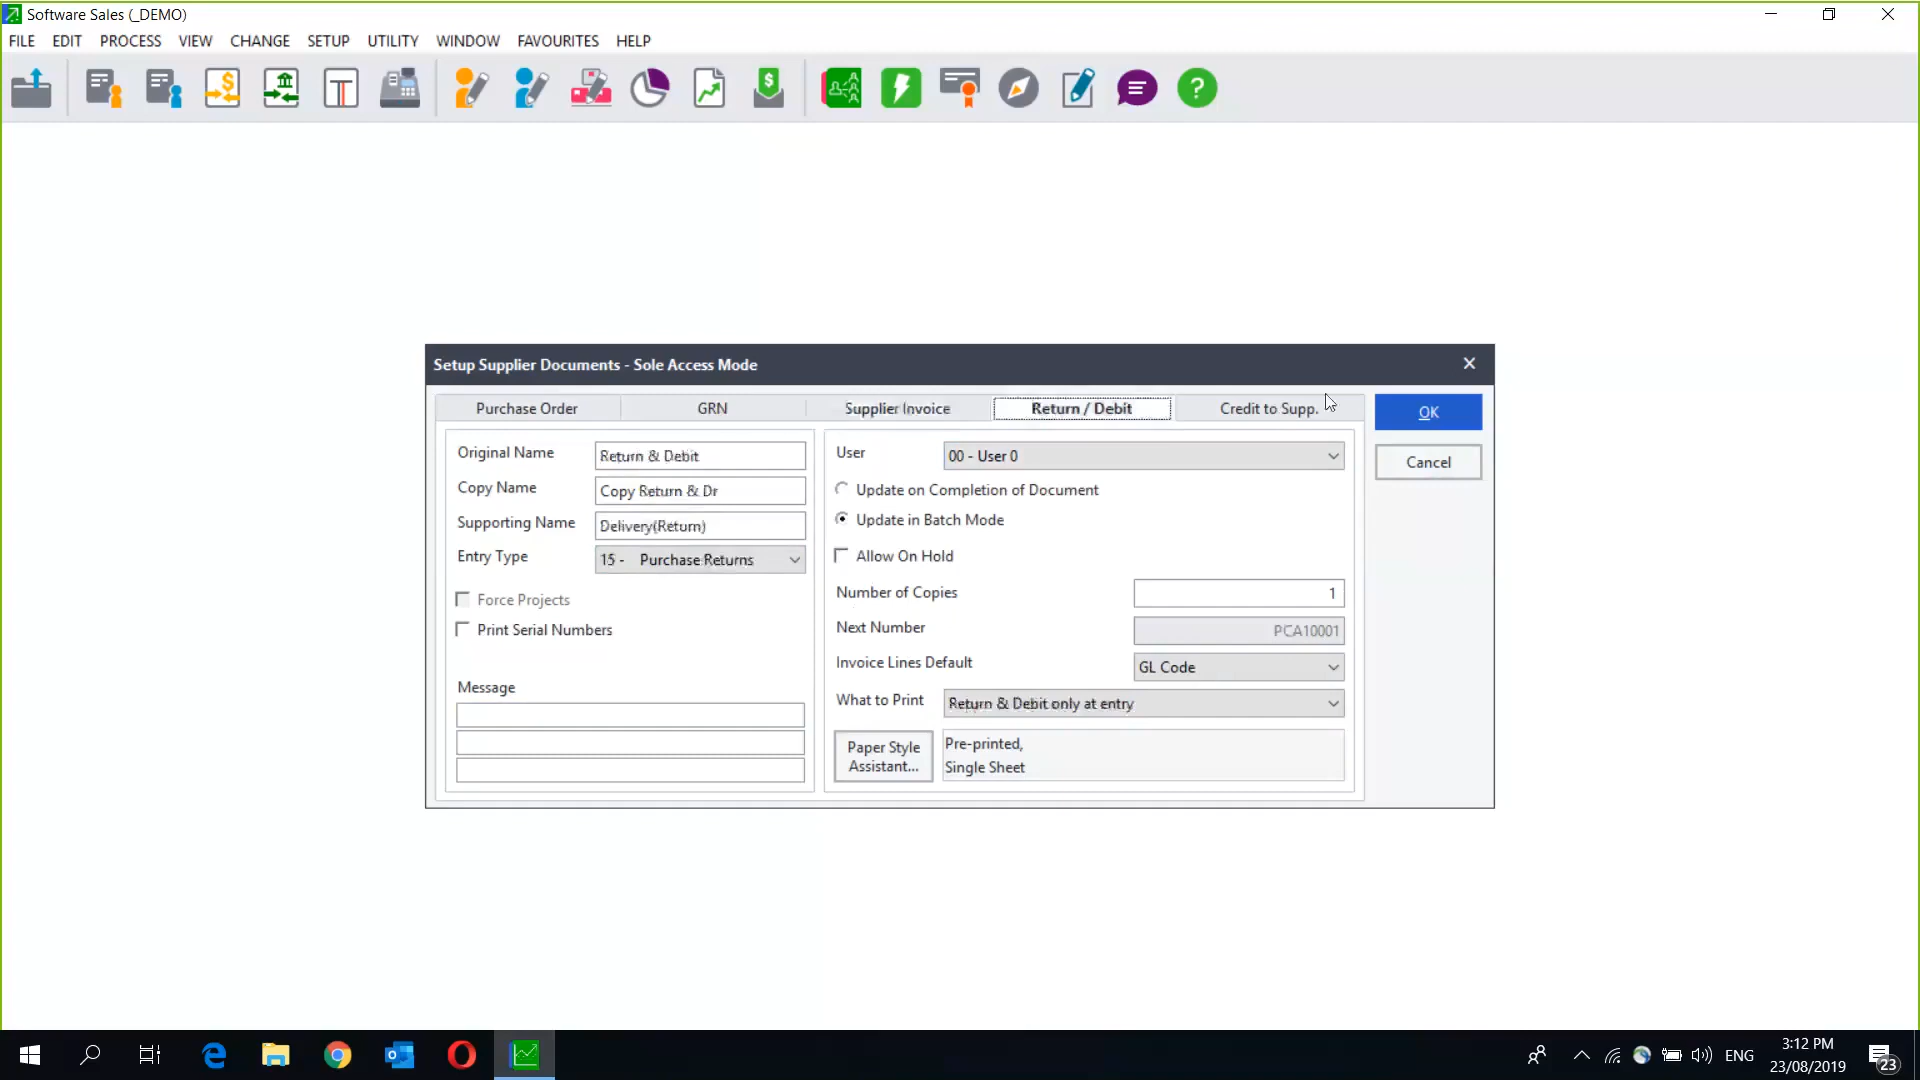 Software Sales (_DEMO)
FILE EDIT PROCESS VIEW CHANGE SETUP UTILITY WINDOW FAVOURITES HELP
Setup Supplier Documents - Sole Access Mode
Purchase Order GRN Supplier Invoice Return / Debit Credit to Supp.
OK
Cancel
Original Name Return & Debit
Copy Name Copy Return & Dr
Supporting Name Delivery(Return)
Entry Type 15 - Purchase Returns
Force Projects
Print Serial Numbers
Message
User 00 - User 0
Update on Completion of Document
Update in Batch Mode
Allow On Hold
Number of Copies 1
Next Number PCA10001
Invoice Lines Default GL Code
What to Print Return & Debit only at entry
Paper Style
Assistant...
Pre-printed,
Single Sheet
ENG
3:12 PM
23/08/2019
23